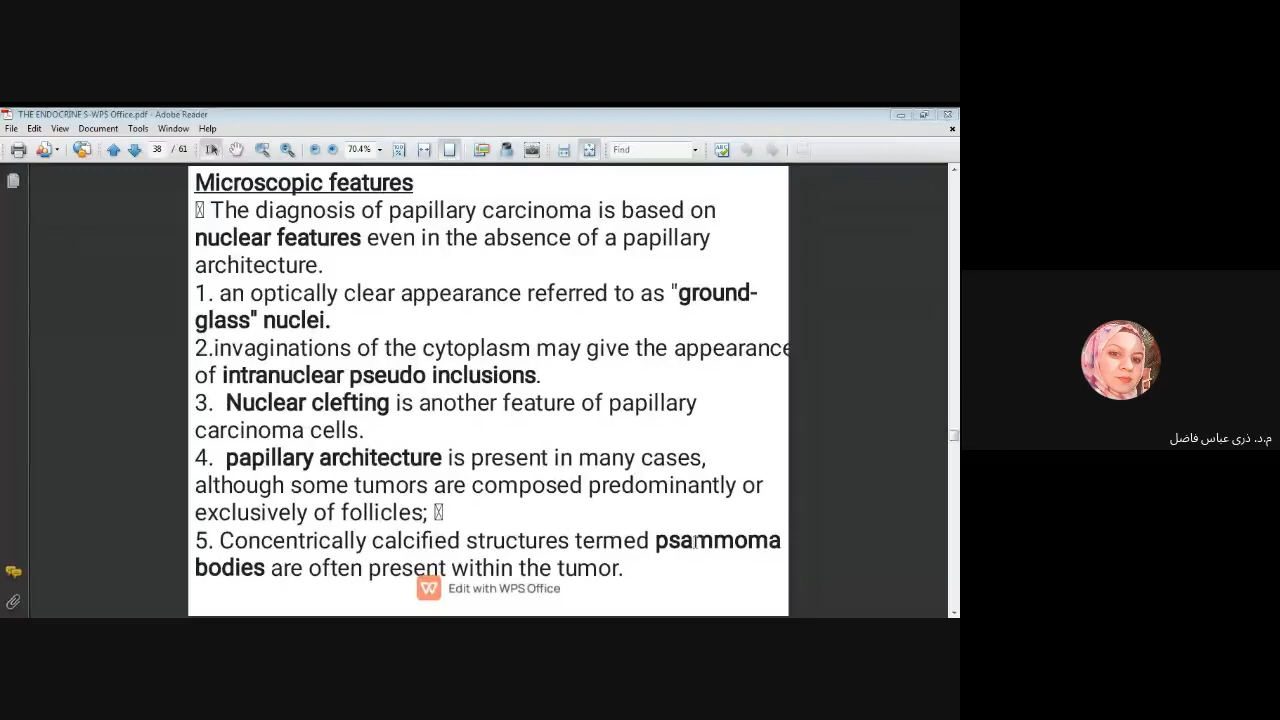 THE ENDOCRINE S-WPS Office.pdf - Adobe Reader
File Edit View Document Tools Window Help
38 / 61 70.4% Find
Microscopic features
The diagnosis of papillary carcinoma is based on
nuclear features even in the absence of a papillary
architecture.
1. an optically clear appearance referred to as "ground-
glass" nuclei.
2.invaginations of the cytoplasm may give the appearance
of intranuclear pseudo inclusions.
3. Nuclear clefting is another feature of papillary
carcinoma cells.
4. papillary architecture is present in many cases,
although some tumors are composed predominantly or
exclusively of follicles;
5. Concentrically calcified structures termed psammoma
bodies are often present within the tumor.
Edit with WPS Office
م.د. ذرى عباس فاضل